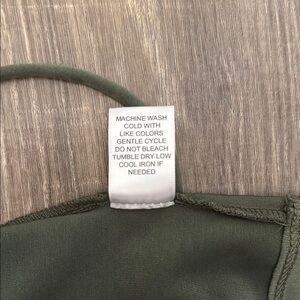 MACHINE WASH
COLD WITH
LIKE COLORS
GENTLE CYCLE
DO NOT BLEACH
TUMBLE DRY LOW
COOL IRON IF
NEEDED